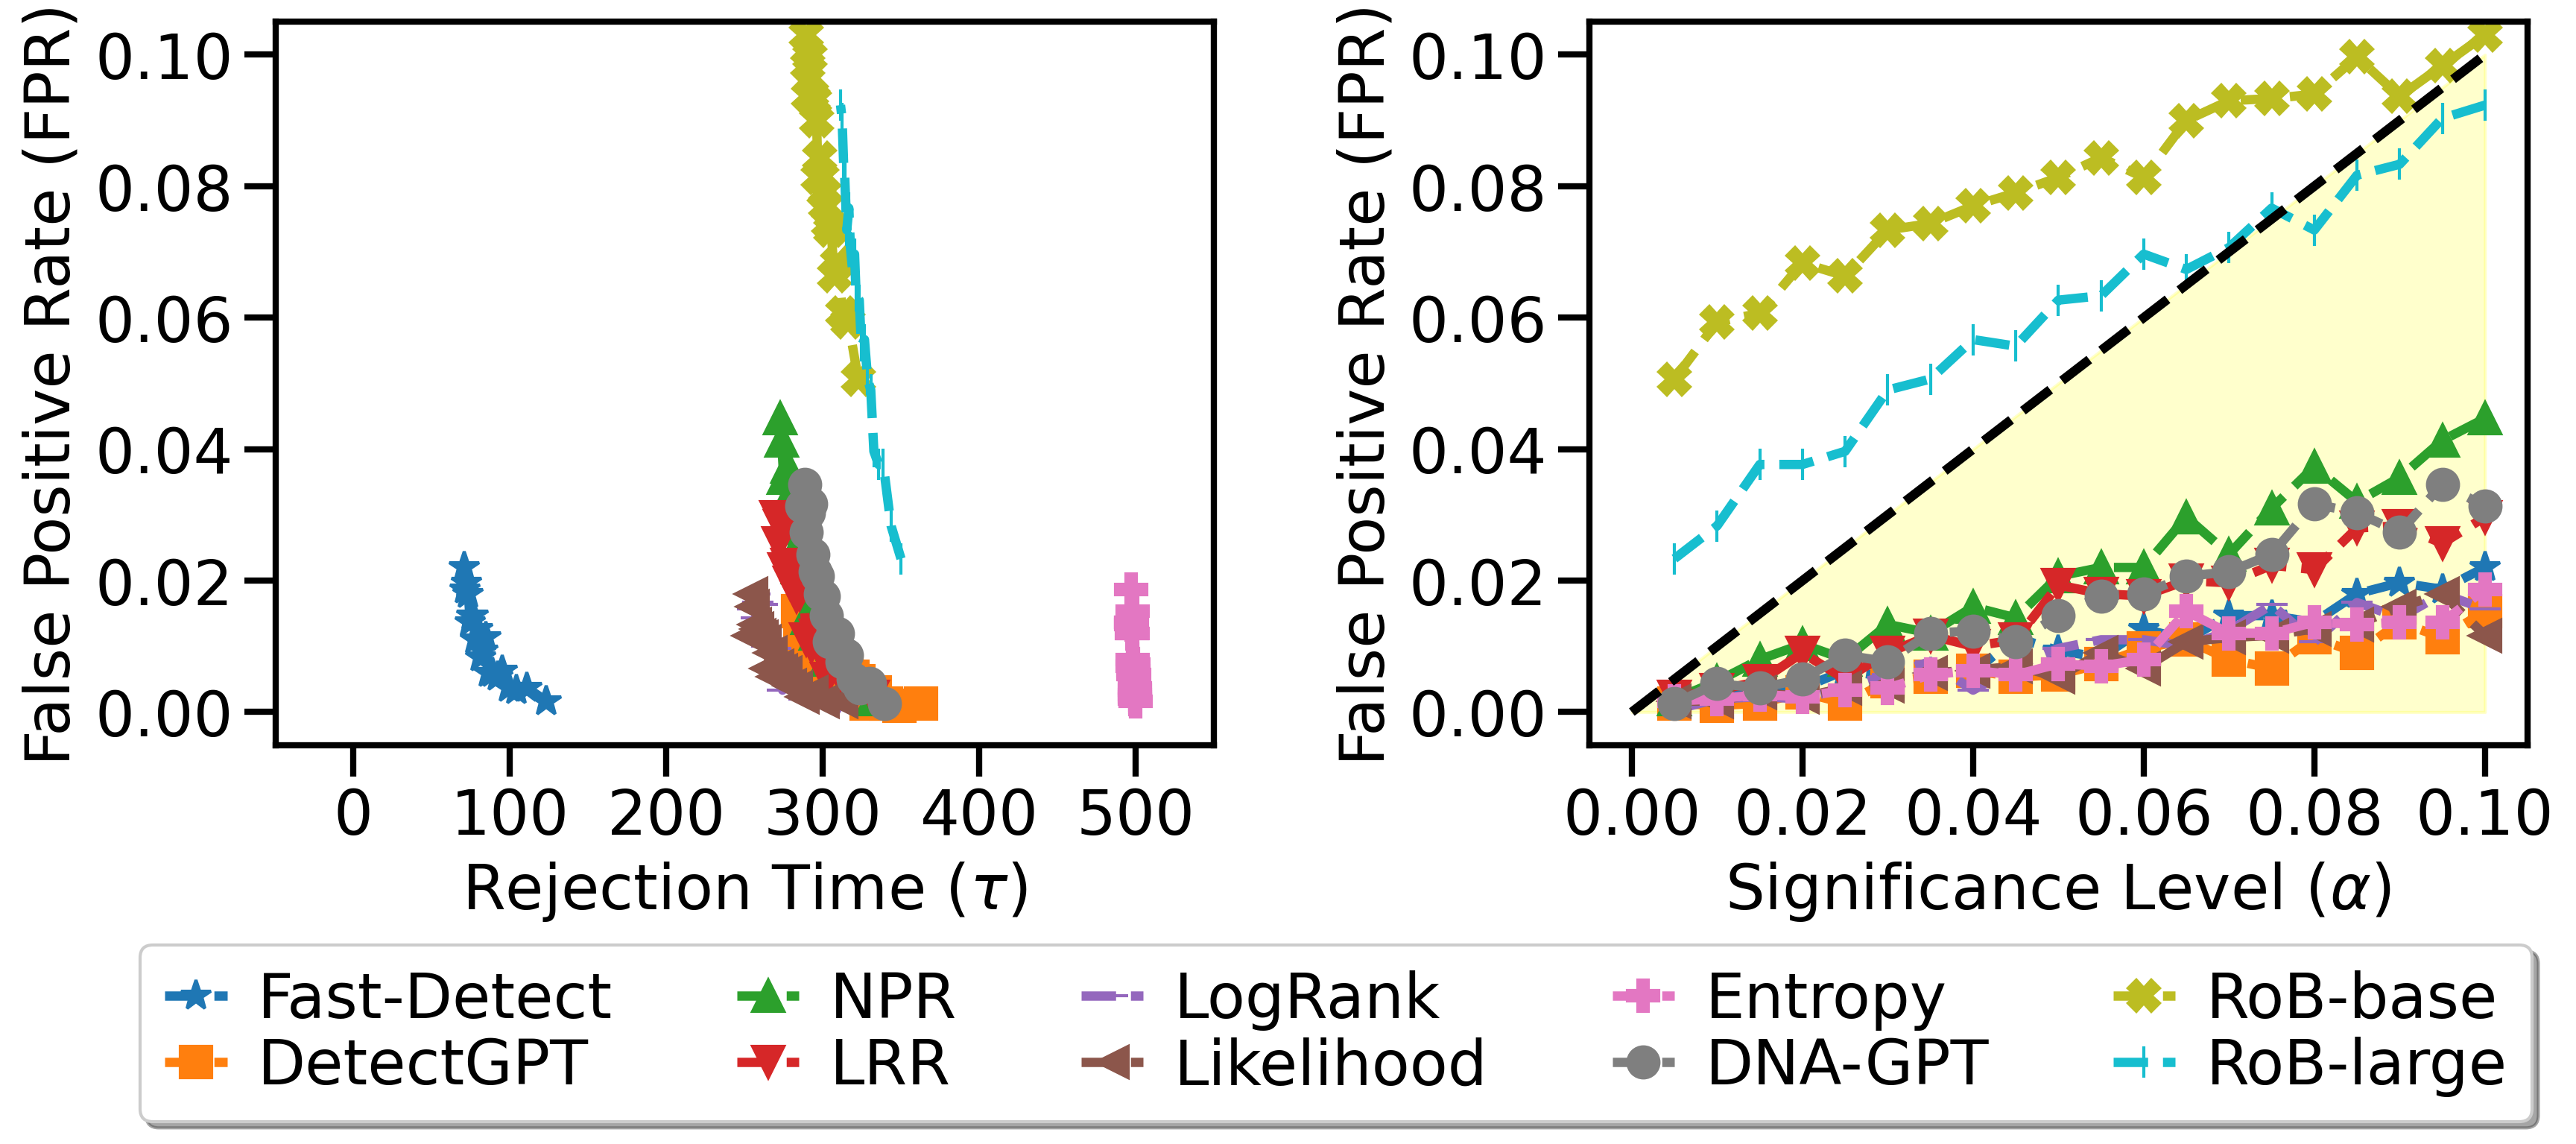 False Positive Rate (FPR)
0.10
0.08
0.06
0.04
0.02
0.00
0 100 200 300 400 500
Rejection Time (τ)
False Positive Rate (FPR)
0.10
0.08
0.06
0.04
0.02
0.00
0.00 0.02 0.04 0.06 0.08 0.10
Significance Level (α)
Fast-Detect NPR LogRank Entropy RoB-base
DetectGPT LRR Likelihood DNA-GPT RoB-large